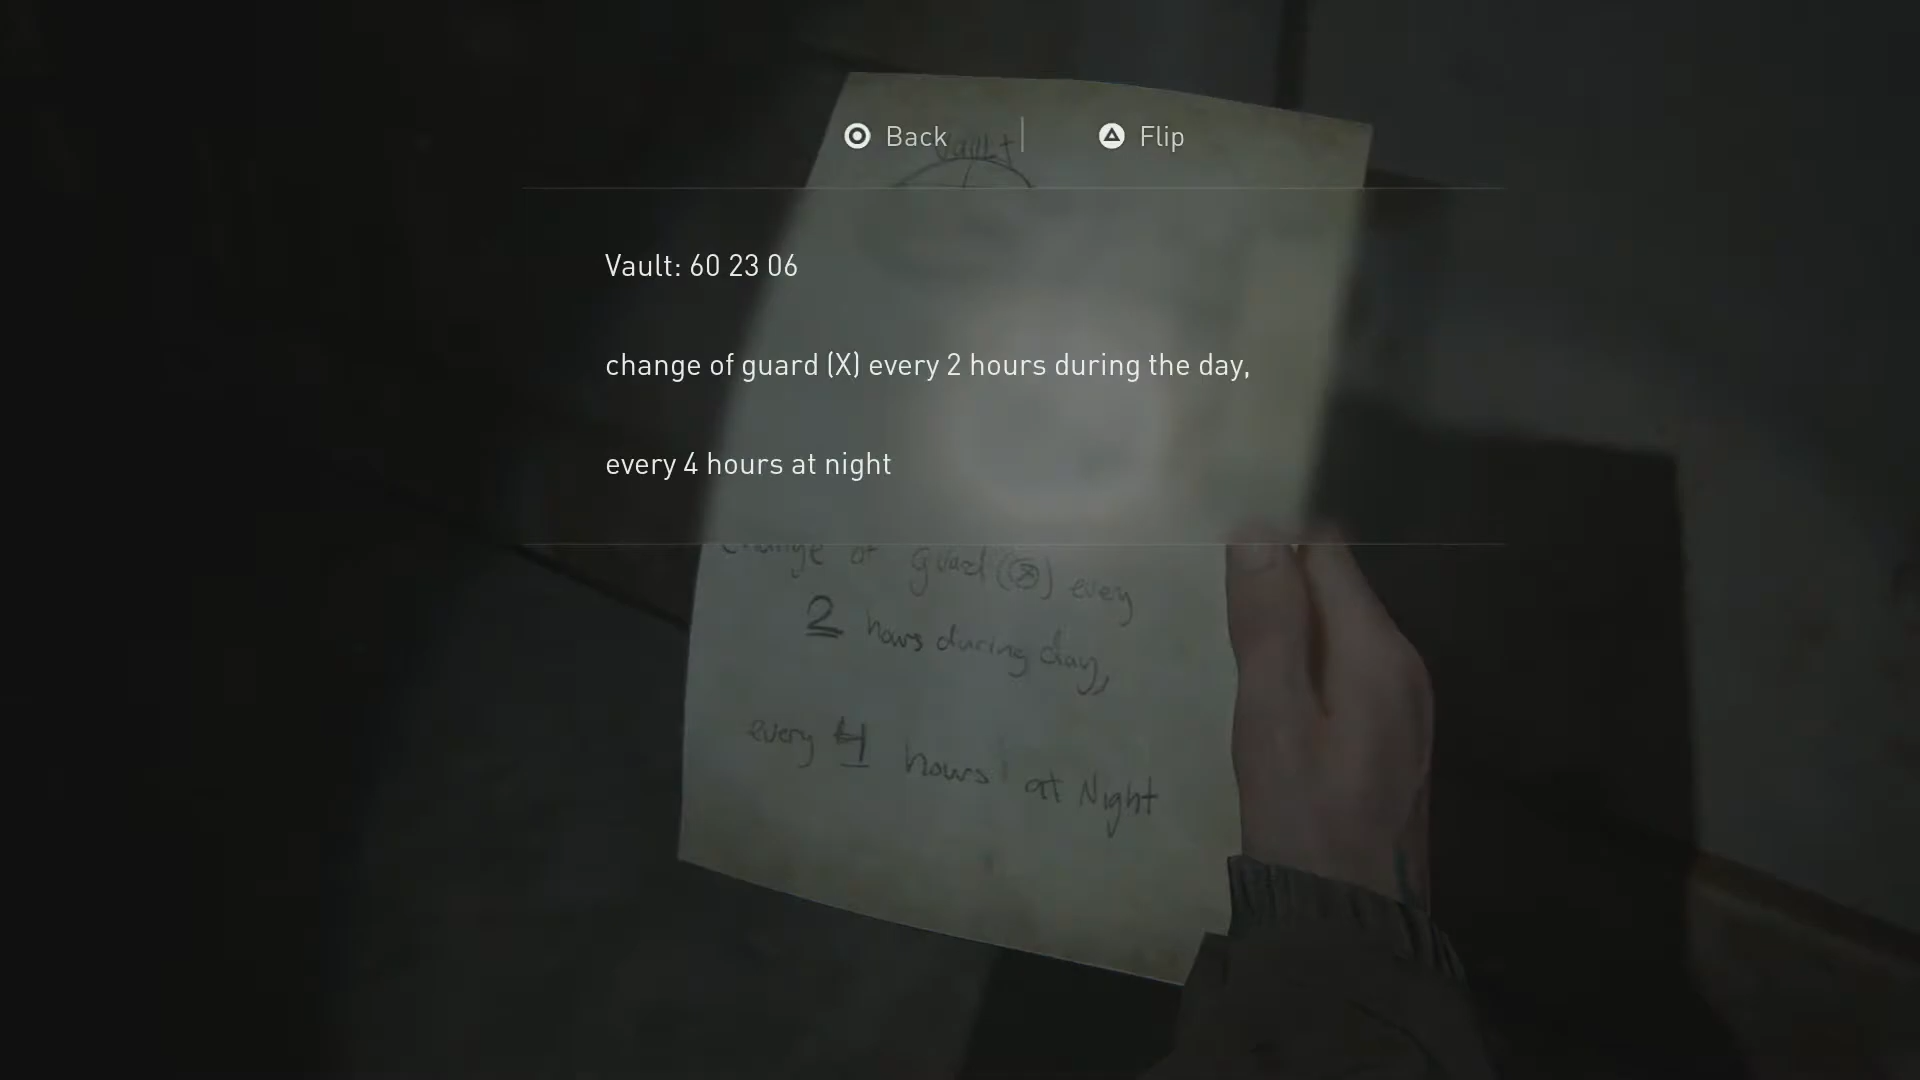 Back | Flip
Vault
Vault: 60 23 06
change of guard (X) every 2 hours during the day,
every 4 hours at night
change of guard (X) every
2 hours during day,
every 4 hours at Night